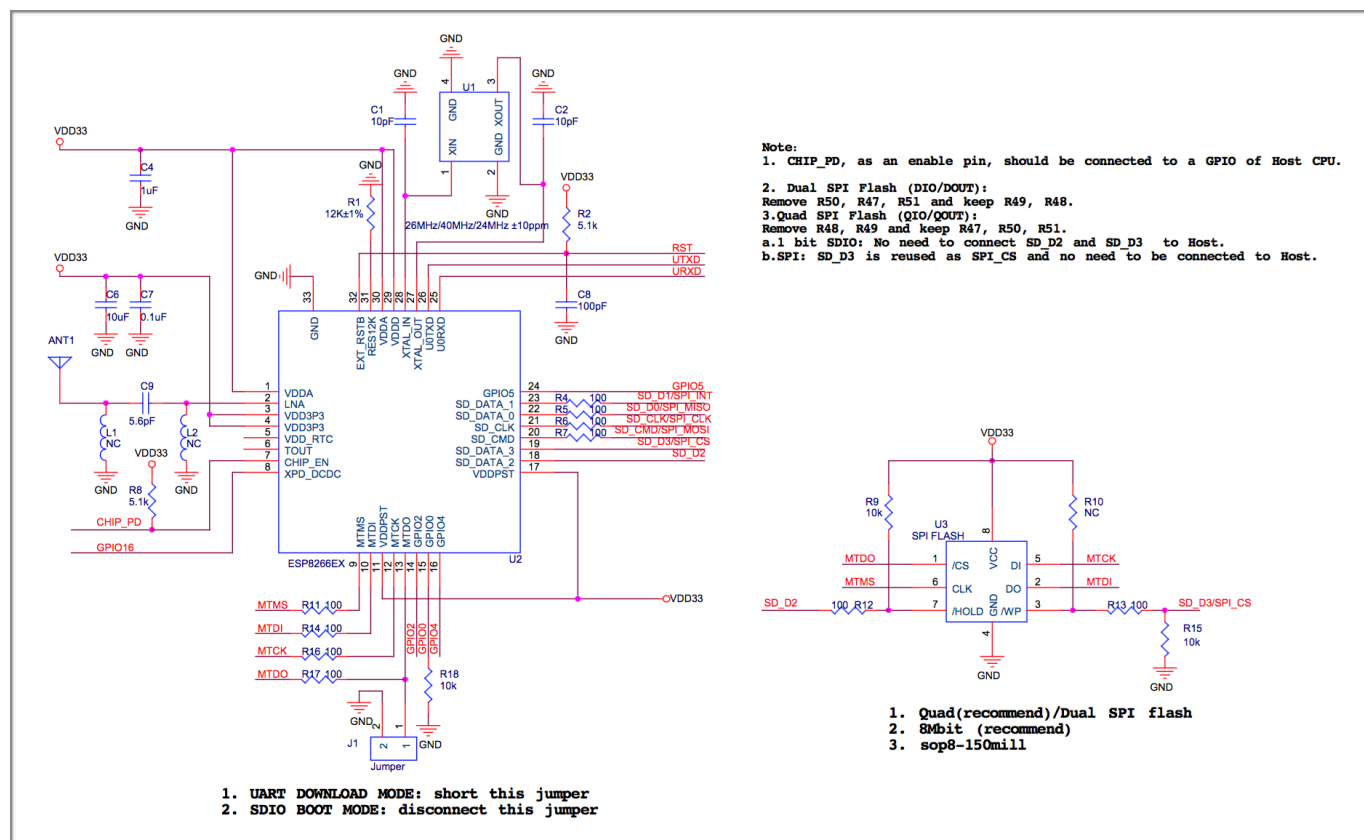 GND
4
3
U1
GND
XOUT
XIN
GND
1
2
GND
GND
C1
10pF
GND
C2
10pF
VDD33
C4
1uF
GND
GND
R1
12K±1%
26MHz/40MHz/24MHz ±10ppm
VDD33
R2
5.1k
RST
UTXD
URXD
C8
100pF
GND
VDD33
C6
10uF
C7
0.1uF
GND
GND
GND
33
32
31
30
29
28
27
26
25
GND
EXT_RSTB
RES12K
VDDA
VDDD
XTAL_IN
XTAL_OUT
U0TXD
U0RXD
ANT1
C9
5.6pF
L1
NC
L2
NC
GND
GND
VDD33
R8
5.1k
CHIP_PD
GPIO16
1 VDDA
2 LNA
3 VDD3P3
4 VDD3P3
5 VDD_RTC
6 TOUT
7 CHIP_EN
8 XPD_DCDC
GPIO5 24 GPIO5
SD_DATA_1 23 R4 100 SD_D1/SPI_INT
SD_DATA_0 22 R5 100 SD_D0/SPI_MISO
SD_CLK 21 R6 100 SD_CLK/SPI_CLK
SD_CMD 20 R7 100 SD_CMD/SPI_MOSI
SD_DATA_3 19 SD_D3/SPI_CS
SD_DATA_2 18 SD_D2
VDDPST 17
MTMS
MTDI
VDDPST
MTCK
MTDO
GPIO2
GPIO0
GPIO4
ESP8266EX
U2
9
10
11
12
13
14
15
16
VDD33
MTMS R11 100
MTDI R14 100
MTCK R16 100
MTDO R17 100
GPIO2
GPIO0
GPIO4
R18
10k
GND
GND
2
1
J1
2
1
Jumper
1. UART DOWNLOAD MODE: short this jumper
2. SDIO BOOT MODE: disconnect this jumper
Note:
1. CHIP_PD, as an enable pin, should be connected to a GPIO of Host CPU.
2. Dual SPI Flash (DIO/DOUT):
Remove R50, R47, R51 and keep R49, R48.
3.Quad SPI Flash (QIO/QOUT):
Remove R48, R49 and keep R47, R50, R51.
a.1 bit SDIO: No need to connect SD_D2 and SD_D3 to Host.
b.SPI: SD_D3 is reused as SPI_CS and no need to be connected to Host.
VDD33
R9
10k
R10
NC
U3
SPI FLASH
8
VCC
MTDO 1 /CS DI 5 MTCK
MTMS 6 CLK DO 2 MTDI
SD_D2 100 R12 7 /HOLD GND /WP 3 R13 100 SD_D3/SPI_CS
4
GND
R15
10k
GND
1. Quad(recommend)/Dual SPI flash
2. 8Mbit (recommend)
3. sop8-150mill